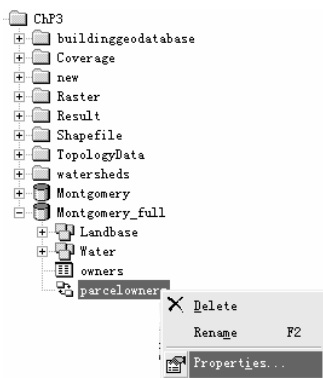 ChP3
buildinggeodatabase
Coverage
new
Raster
Result
Shapefile
TopologyData
watersheds
Montgomery
Montgomery_full
Landbase
Water
owners
parcelowners
Delete
Rename F2
Properties...